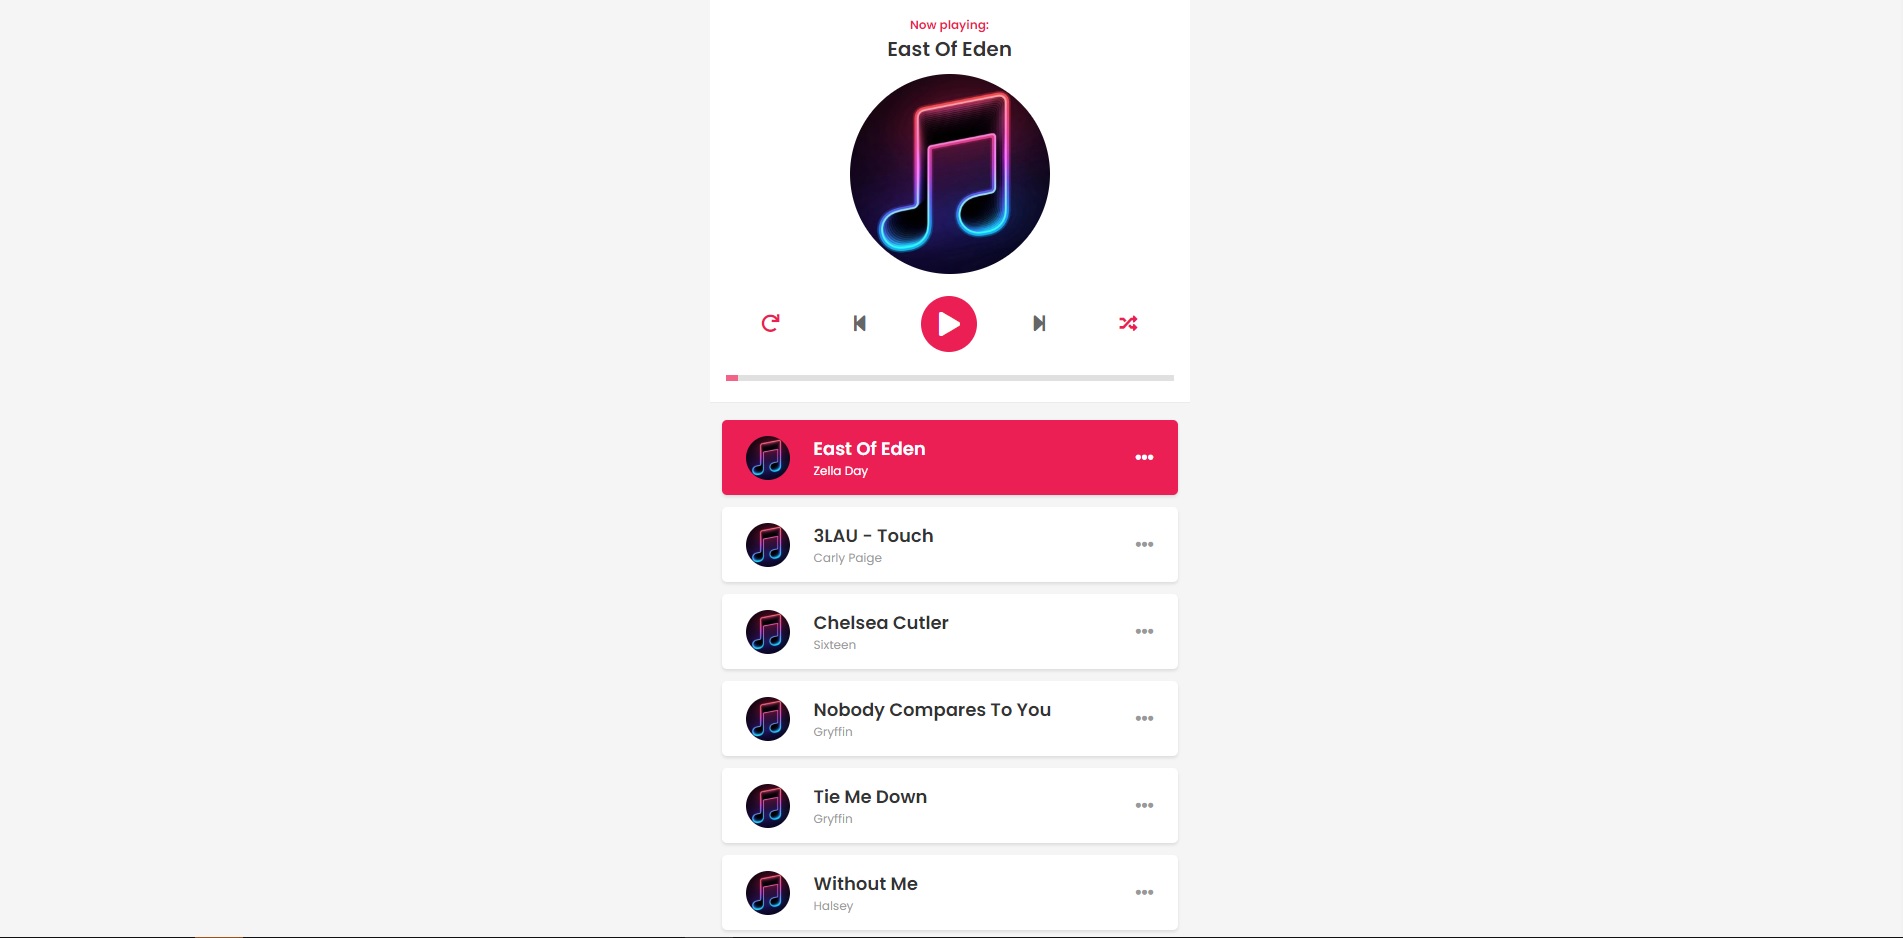 Now playing:
East Of Eden
East Of Eden
Zella Day
3LAU - Touch
Carly Paige
Chelsea Cutler
Sixteen
Nobody Compares To You
Gryffin
Tie Me Down
Gryffin
Without Me
Halsey